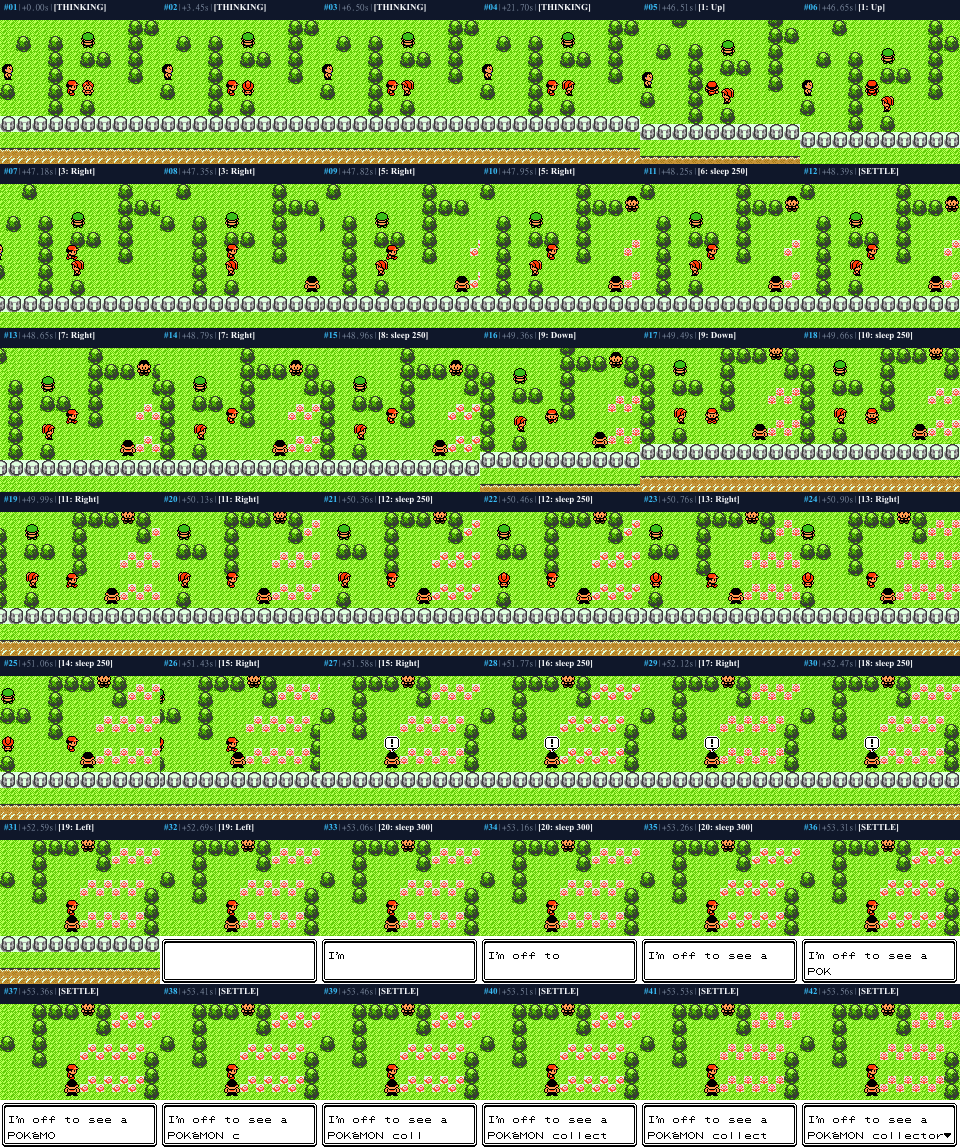 #01|+0.00s|[THINKING]
#02|+3.45s|[THINKING]
#03|+6.50s|[THINKING]
#04|+21.70s|[THINKING]
#05|+46.51s|[1: Up]
#06|+46.65s|[1: Up]
#07|+47.18s|[3: Right]
#08|+47.35s|[3: Right]
#09|+47.82s|[5: Right]
#10|+47.95s|[5: Right]
#11|+48.25s|[6: sleep 250]
#12|+48.39s|[SETTLE]
#13|+48.65s|[7: Right]
#14|+48.79s|[7: Right]
#15|+48.96s|[8: sleep 250]
#16|+49.36s|[9: Down]
#17|+49.49s|[9: Down]
#18|+49.66s|[10: sleep 250]
#19|+49.99s|[11: Right]
#20|+50.13s|[11: Right]
#21|+50.36s|[12: sleep 250]
#22|+50.46s|[12: sleep 250]
#23|+50.76s|[13: Right]
#24|+50.90s|[13: Right]
#25|+51.06s|[14: sleep 250]
#26|+51.43s|[15: Right]
#27|+51.58s|[15: Right]
#28|+51.77s|[16: sleep 250]
#29|+52.12s|[17: Right]
#30|+52.47s|[18: sleep 250]
!
!
!
!
#31|+52.59s|[19: Left]
#32|+52.69s|[19: Left]
#33|+53.06s|[20: sleep 300]
#34|+53.16s|[20: sleep 300]
#35|+53.26s|[20: sleep 300]
#36|+53.31s|[SETTLE]
I'm
I'm off to
I'm off to see a
I'm off to see a
POK
#37|+53.36s|[SETTLE]
#38|+53.41s|[SETTLE]
#39|+53.46s|[SETTLE]
#40|+53.51s|[SETTLE]
#41|+53.53s|[SETTLE]
#42|+53.56s|[SETTLE]
I'm off to see a
POKéMO
I'm off to see a
POKéMON c
I'm off to see a
POKéMON coll
I'm off to see a
POKéMON collect
I'm off to see a
POKéMON collect
I'm off to see a
POKéMON collector▼